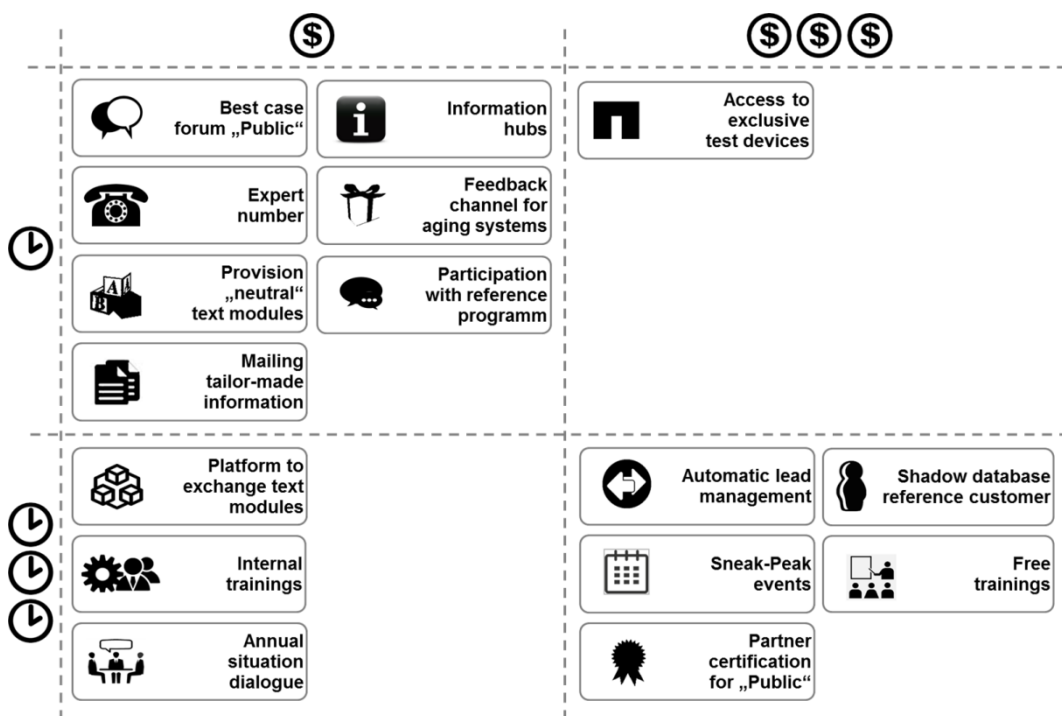 $
$ $ $
Best case
forum „Public“
Information
hubs
Access to
exclusive
test devices
Expert
number
Feedback
channel for
aging systems
Provision
„neutral“
text modules
Participation
with reference
programm
Mailing
tailor-made
information
Platform to
exchange text
modules
Automatic lead
management
Shadow database
reference customer
Internal
trainings
Sneak-Peak
events
Free
trainings
Annual
situation
dialogue
Partner
certification
for „Public“